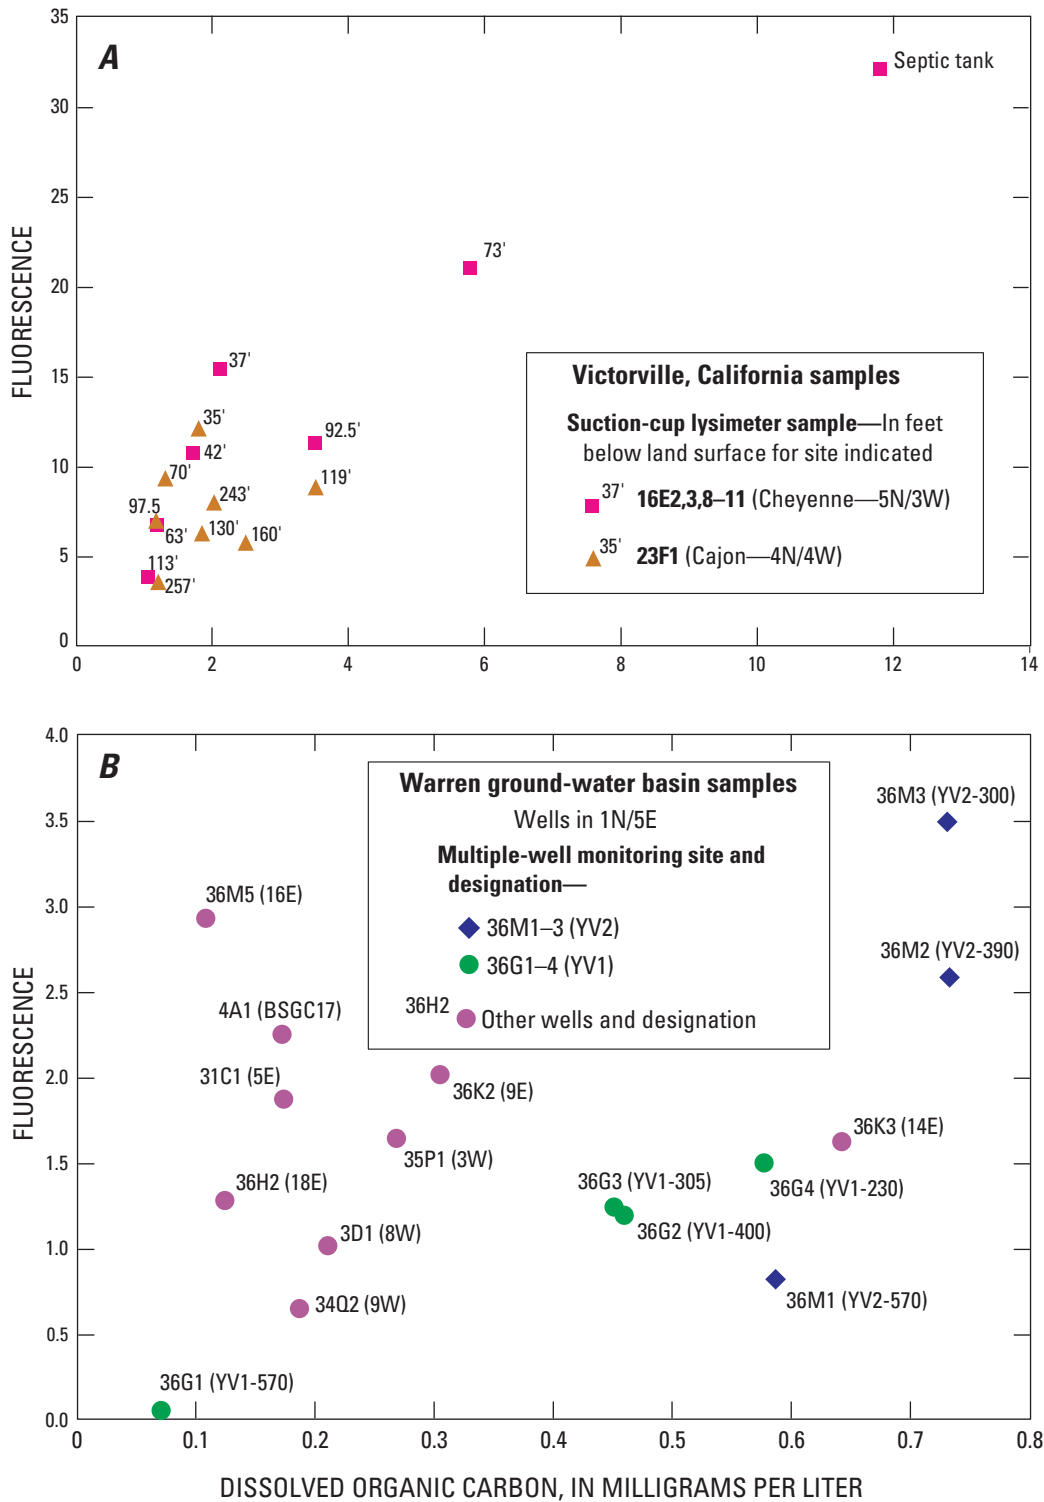 A
FLUORESCENCE
35
30
25
20
15
10
5
0
0 2 4 6 8 10 12 14
Septic tank
73'
37'
35'
42'
92.5'
70'
119'
243'
97.5
63'
130'
160'
113'
257'
Victorville, California samples
Suction-cup lysimeter sample—In feet
below land surface for site indicated
37' 16E2,3,8–11 (Cheyenne—5N/3W)
35' 23F1 (Cajon—4N/4W)
B
FLUORESCENCE
4.0
3.5
3.0
2.5
2.0
1.5
1.0
0.5
0.0
0 0.1 0.2 0.3 0.4 0.5 0.6 0.7 0.8
Warren ground-water basin samples
Wells in 1N/5E
Multiple-well monitoring site and
designation—
36M1–3 (YV2)
36G1–4 (YV1)
36H2 Other wells and designation
36M3 (YV2-300)
36M5 (16E)
36M2 (YV2-390)
4A1 (BSGC17)
31C1 (5E)
36K2 (9E)
36K3 (14E)
35P1 (3W)
36G3 (YV1-305)
36G4 (YV1-230)
36H2 (18E)
3D1 (8W)
36G2 (YV1-400)
36M1 (YV2-570)
34Q2 (9W)
36G1 (YV1-570)
DISSOLVED ORGANIC CARBON, IN MILLIGRAMS PER LITER